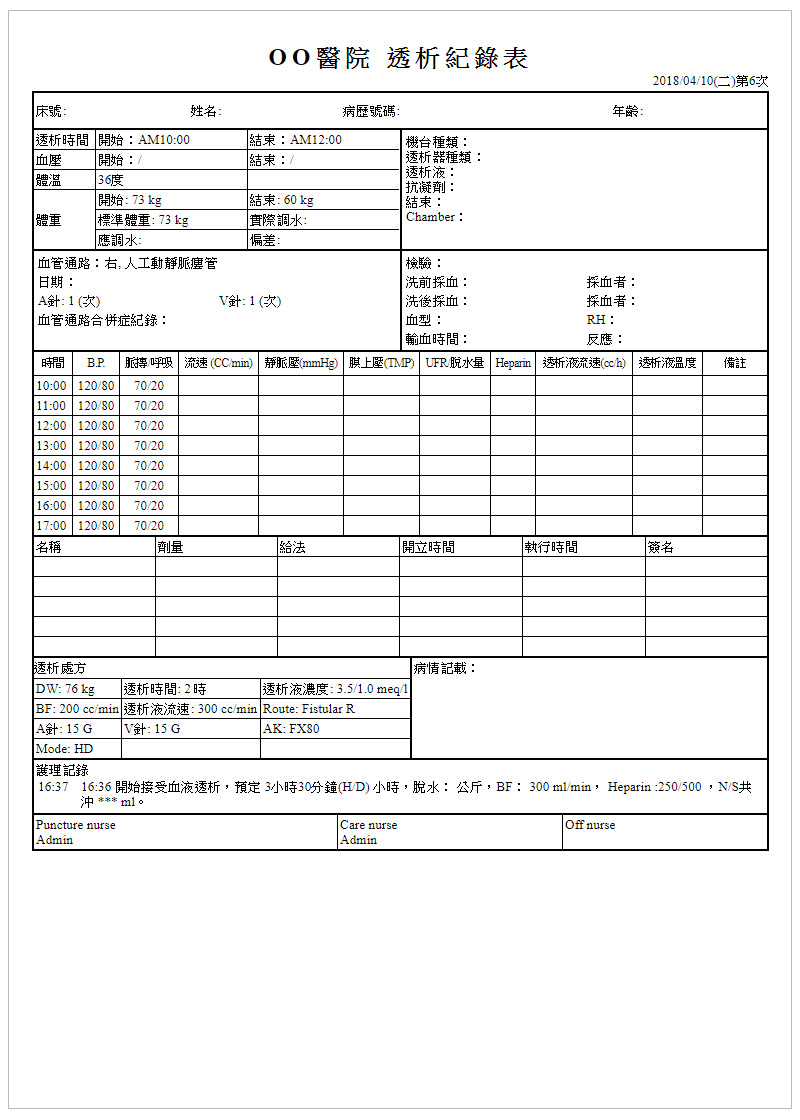 OO醫院 透析紀錄表
2018/04/10(二)第6次
床號: 姓名: 病歷號碼: 年齡:
透析時間 開始：AM10:00 結束：AM12:00
血壓 開始：/ 結束：/
體溫 36度
體重 開始: 73 kg 結束: 60 kg
標準體重: 73 kg 實際調水:
應調水: 偏差:
機台種類：
透析器種類：
透析液：
抗凝劑：
結束：
Chamber：
血管通路：右, 人工動靜脈廔管
日期：
A針: 1 (次) V針: 1 (次)
血管通路合併症紀錄：
檢驗：
洗前採血： 採血者：
洗後採血： 採血者：
血型： RH：
輸血時間： 反應：
時間 B.P. 脈搏/呼吸 流速 (CC/min) 靜脈壓(mmHg) 膜上壓(TMP) UFR/脫水量 Heparin 透析液流速(cc/h) 透析液溫度 備註
10:00 120/80 70/20
11:00 120/80 70/20
12:00 120/80 70/20
13:00 120/80 70/20
14:00 120/80 70/20
15:00 120/80 70/20
16:00 120/80 70/20
17:00 120/80 70/20
名稱 劑量 給法 開立時間 執行時間 簽名
透析處方
DW: 76 kg 透析時間: 2 時 透析液濃度: 3.5/1.0 meq/l
BF: 200 cc/min 透析液流速: 300 cc/min Route: Fistular R
A針: 15 G V針: 15 G AK: FX80
Mode: HD
病情記載：
護理記錄
16:37 16:36 開始接受血液透析，預定 3小時30分鐘(H/D) 小時，脫水： 公斤，BF： 300 ml/min， Heparin :250/500 ，N/S共
沖 *** ml。
Puncture nurse Care nurse Off nurse
Admin Admin